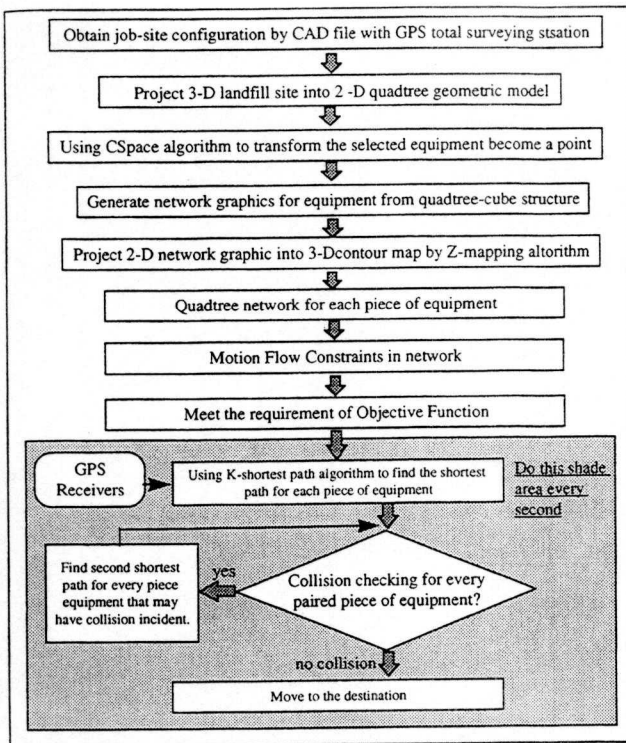 Obtain job-site configuration by CAD file with GPS total surveying stsation
Project 3-D landfill site into 2 -D quadtree geometric model
Using CSpace algorithm to transform the selected equipment become a point
Generate network graphics for equipment from quadtree-cube structure
Project 2-D network graphic into 3-Dcontour map by Z-mapping altorithm
Quadtree network for each piece of equipment
Motion Flow Constraints in network
Meet the requirement of Objective Function
GPS
Receivers
Using K-shortest path algorithm to find the shortest
path for each piece of equipment
Do this shade
area every
second
Find second shortest
path for every piece
equipment that may
have collision incident.
yes
Collision checking for every
paired piece of equipment?
no collision
Move to the destination